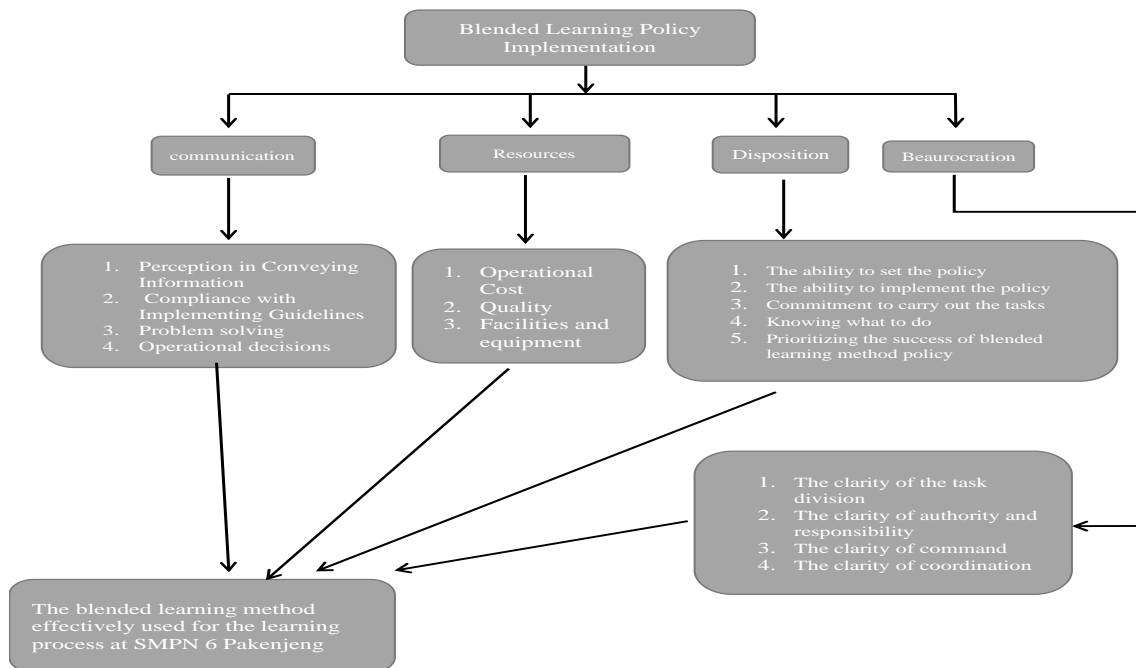 Blended Learning Policy
Implementation
communication
Resources
Disposition
Beaurocration
1. Perception in Conveying
Information
2. Compliance with
Implementing Guidelines
3. Problem solving
4. Operational decisions
1. Operational
Cost
2. Quality
3. Facilities and
equipment
1. The ability to set the policy
2. The ability to implement the policy
3. Commitment to carry out the tasks
4. Knowing what to do
5. Prioritizing the success of blended
learning method policy
1. The clarity of the task
division
2. The clarity of authority and
responsibility
3. The clarity of command
4. The clarity of coordination
The blended learning method
effectively used for the learning
process at SMPN 6 Pakenjeng